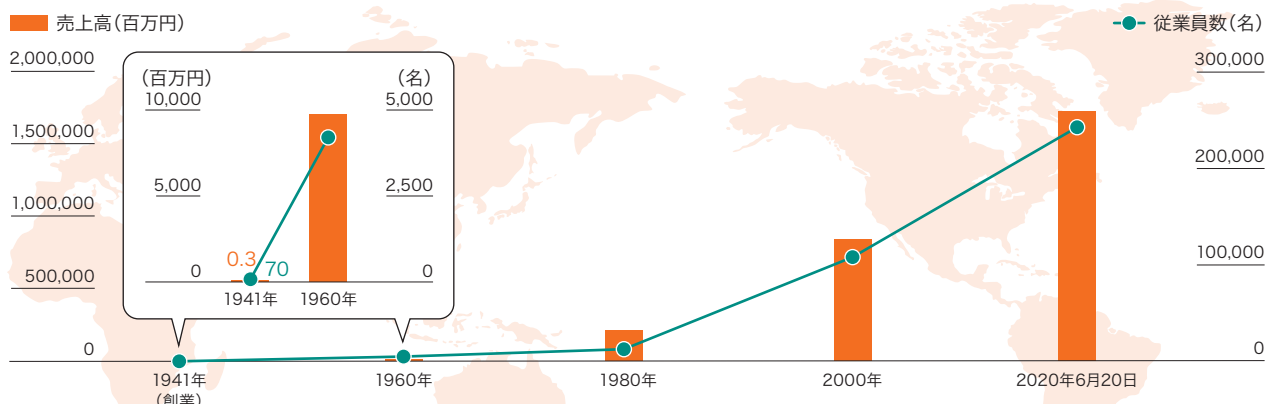 売上高(百万円)
従業員数(名)
2,000,000
1,500,000
1,000,000
500,000
0
(百万円)
(名)
10,000
5,000
5,000
2,500
0
0
0.3
70
1941年
1960年
300,000
200,000
100,000
0
1941年
(創業)
1960年
1980年
2000年
2020年6月20日